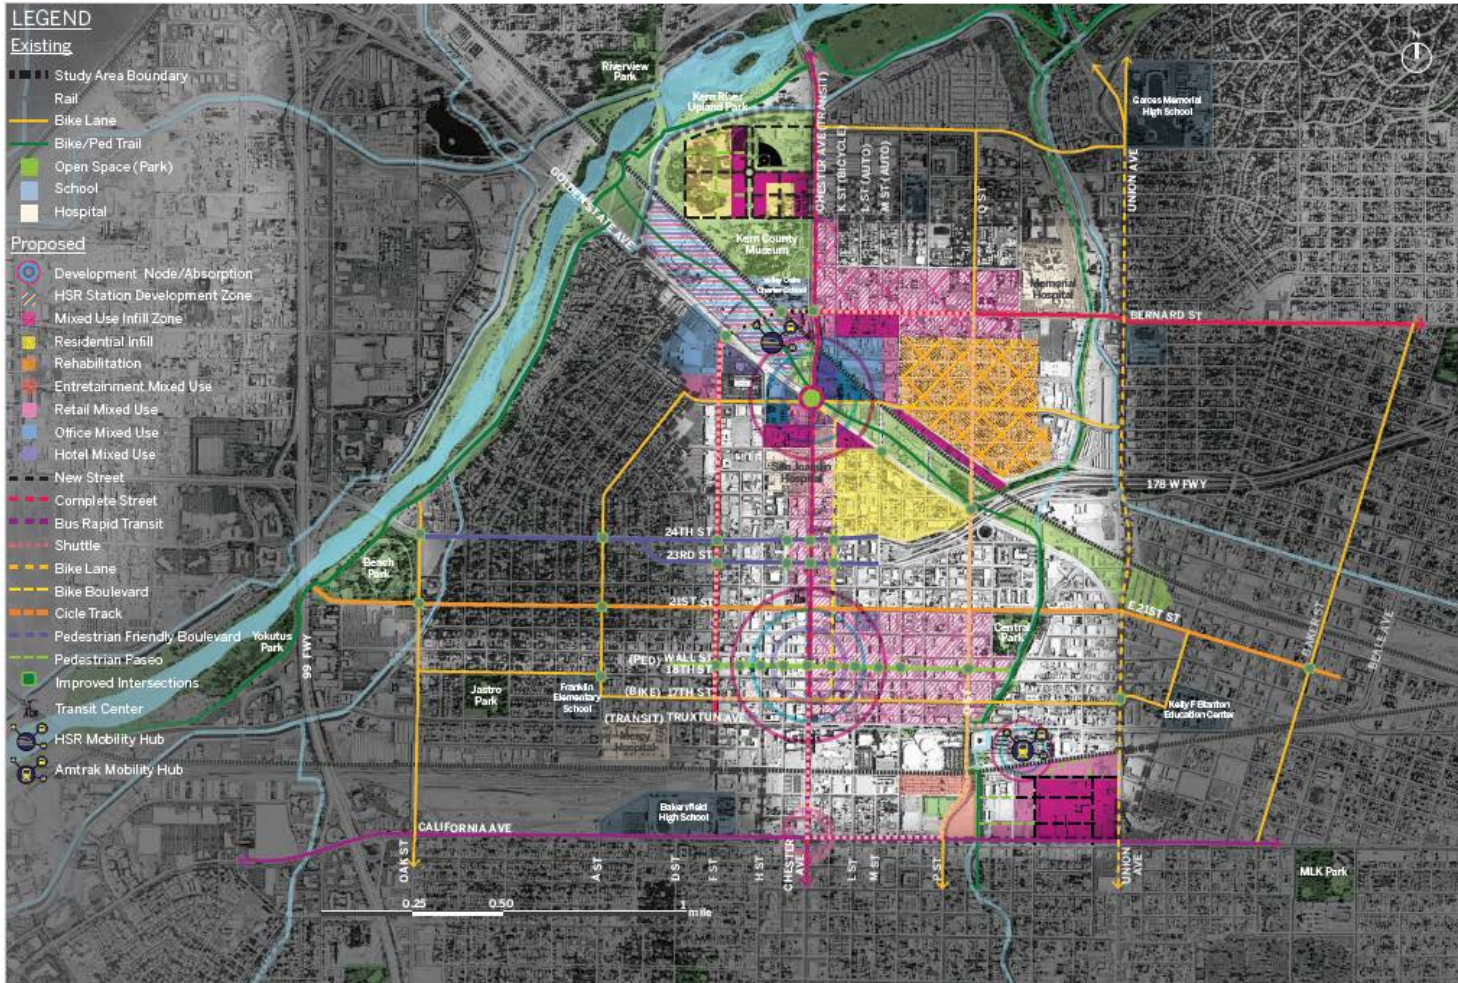 LEGEND
Existing
Study Area Boundary
Rail
Bike Lane
Bike/Ped Trail
Open Space (Park)
School
Hospital
Proposed
Development Node/Absorption
HSR Station Development Zone
Mixed Use Infill Zone
Residential Infill
Rehabilitation
Entretainment Mixed Use
Retail Mixed Use
Office Mixed Use
Hotel Mixed Use
New Street
Complete Street
Bus Rapid Transit
Shuttle
Bike Lane
Bike Boulevard
Cicle Track
Pedestrian Friendly Boulevard
Pedestrian Paseo
Improved Intersections
Transit Center
HSR Mobility Hub
Amtrak Mobility Hub
N
Riverview
Park
Kern River
Upland Park
Garces Memorial
High School
GOLDEN STATE AVE
CHESTER AVE (TRANSIT)
K ST (BICYCLE)
L ST (AUTO)
M ST (AUTO)
Q ST
UNION AVE
Kern County
Museum
Valley Oaks
Charter School
Memorial
Hospital
BERNARD ST
San Joaquin
Hospital
178 W FWY
24TH ST
23RD ST
Beach
Park
21ST ST
E 21ST ST
Yokutus
Park
99 FWY
Central
Park
BAKER ST
BEALE AVE
(PED) WALL ST
18TH ST
Jastro
Park
Franklin
Elementary
School
(BIKE) 17TH ST
(TRANSIT) TRUXTUN AVE
Q ST
Kelly F Blanton
Education Center
Mercy
Hospital
Bakersfield
High School
CALIFORNIA AVE
OAK ST
A ST
D ST
F ST
H ST
CHESTER
AVE
L ST
M ST
P ST
UNION
AVE
MLK Park
0.25
0.50
1
mile